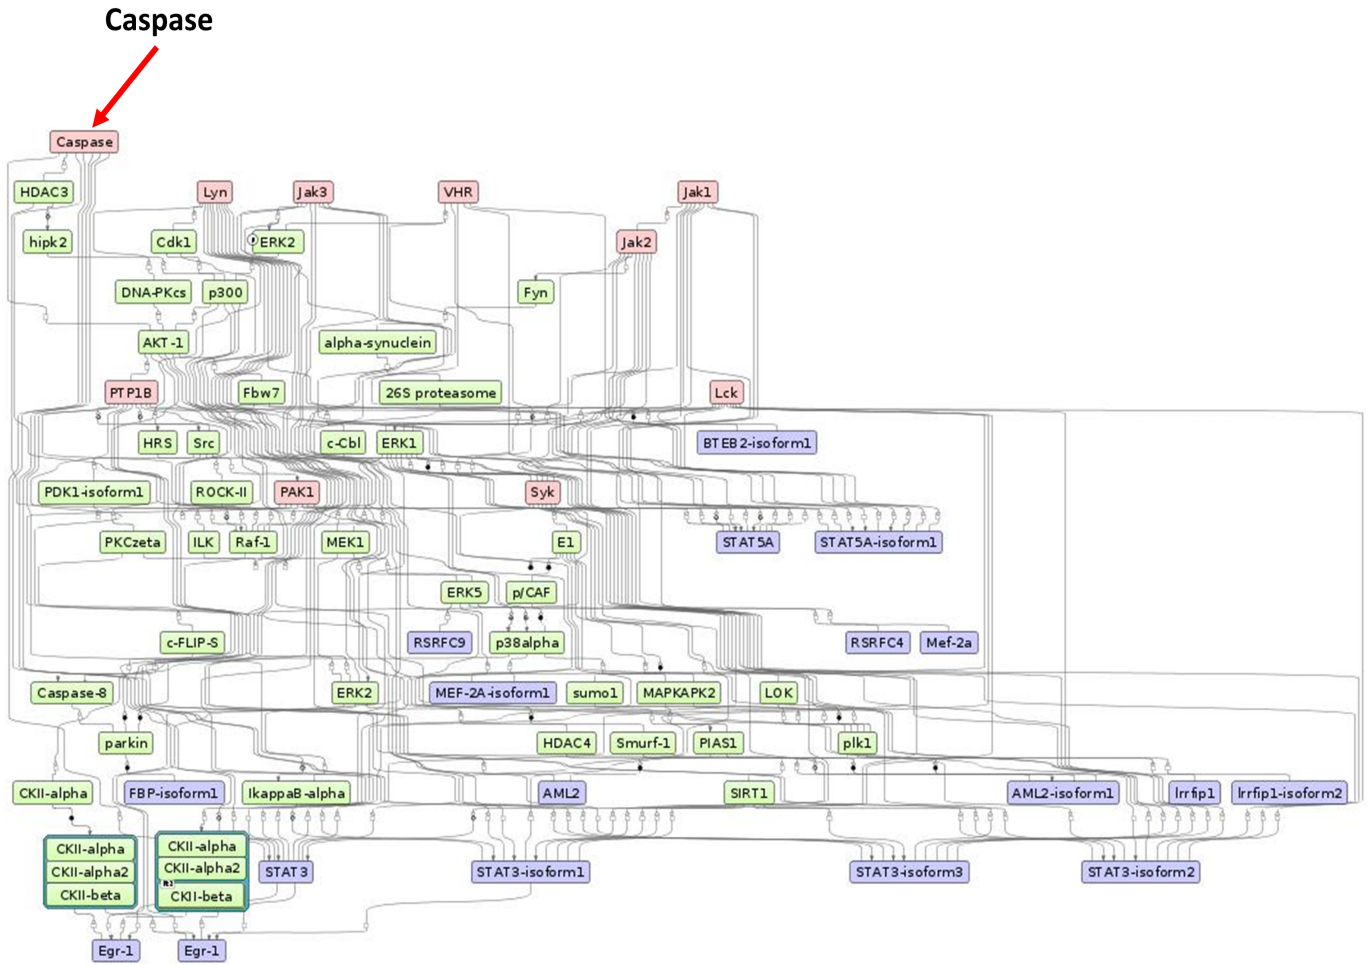 Caspase
Caspase
HDAC3
Lyn
Jak3
VHR
Jak1
hipk2
Cdk1
ERK2
Jak2
DNA-PKcs
p300
Fyn
AKT-1
alpha-synuclein
PTP1B
Fbw7
26S proteasome
Lck
HRS
Src
c-Cbl
ERK1
BTEB2-isoform1
PDK1-isoform1
ROCK-II
PAK1
Syk
PKCzeta
ILK
Raf-1
MEK1
E1
STAT5A
STAT5A-isoform1
ERK5
p/CAF
c-FLIP-S
RSRFC9
p38alpha
RSRFC4
Mef-2a
Caspase-8
ERK2
MEF-2A-isoform1
sumo1
MAPKAPK2
LOK
parkin
HDAC4
Smurf-1
PIAS1
plk1
CKII-alpha
FBP-isoform1
IkappaB-alpha
AML2
SIRT1
AML2-isoform1
lrrfip1
lrrfip1-isoform2
CKII-alpha
CKII-alpha2
CKII-beta
CKII-alpha
CKII-alpha2
CKII-beta
STAT3
STAT3-isoform1
STAT3-isoform3
STAT3-isoform2
Egr-1
Egr-1